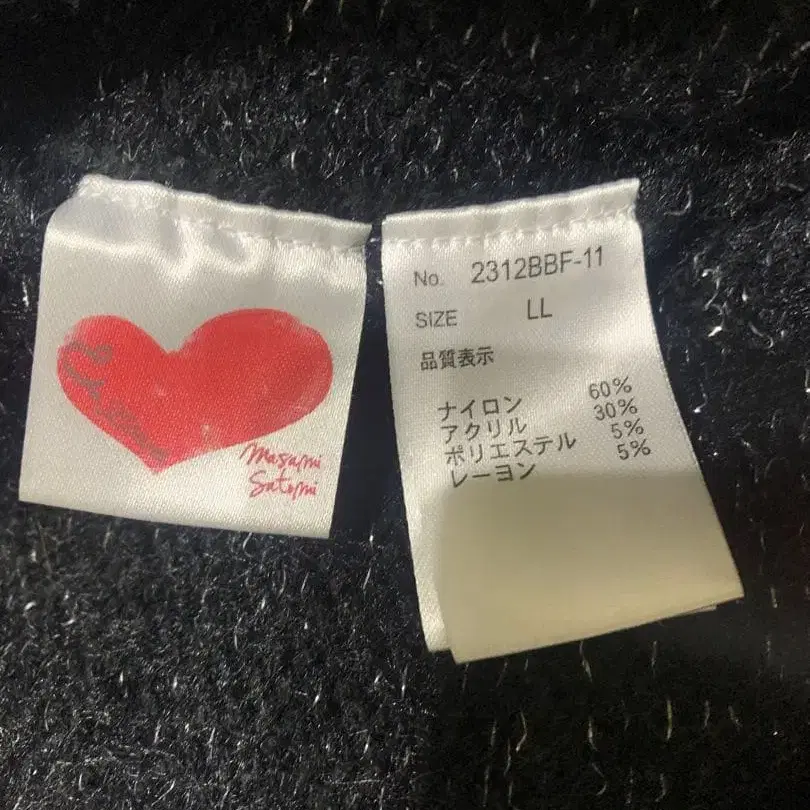 Masami
Satomi
No. 2312BBF-11
SIZE LL
品質表示
ナイロン 60%
アクリル 30%
ポリエステル 5%
レーヨン 5%